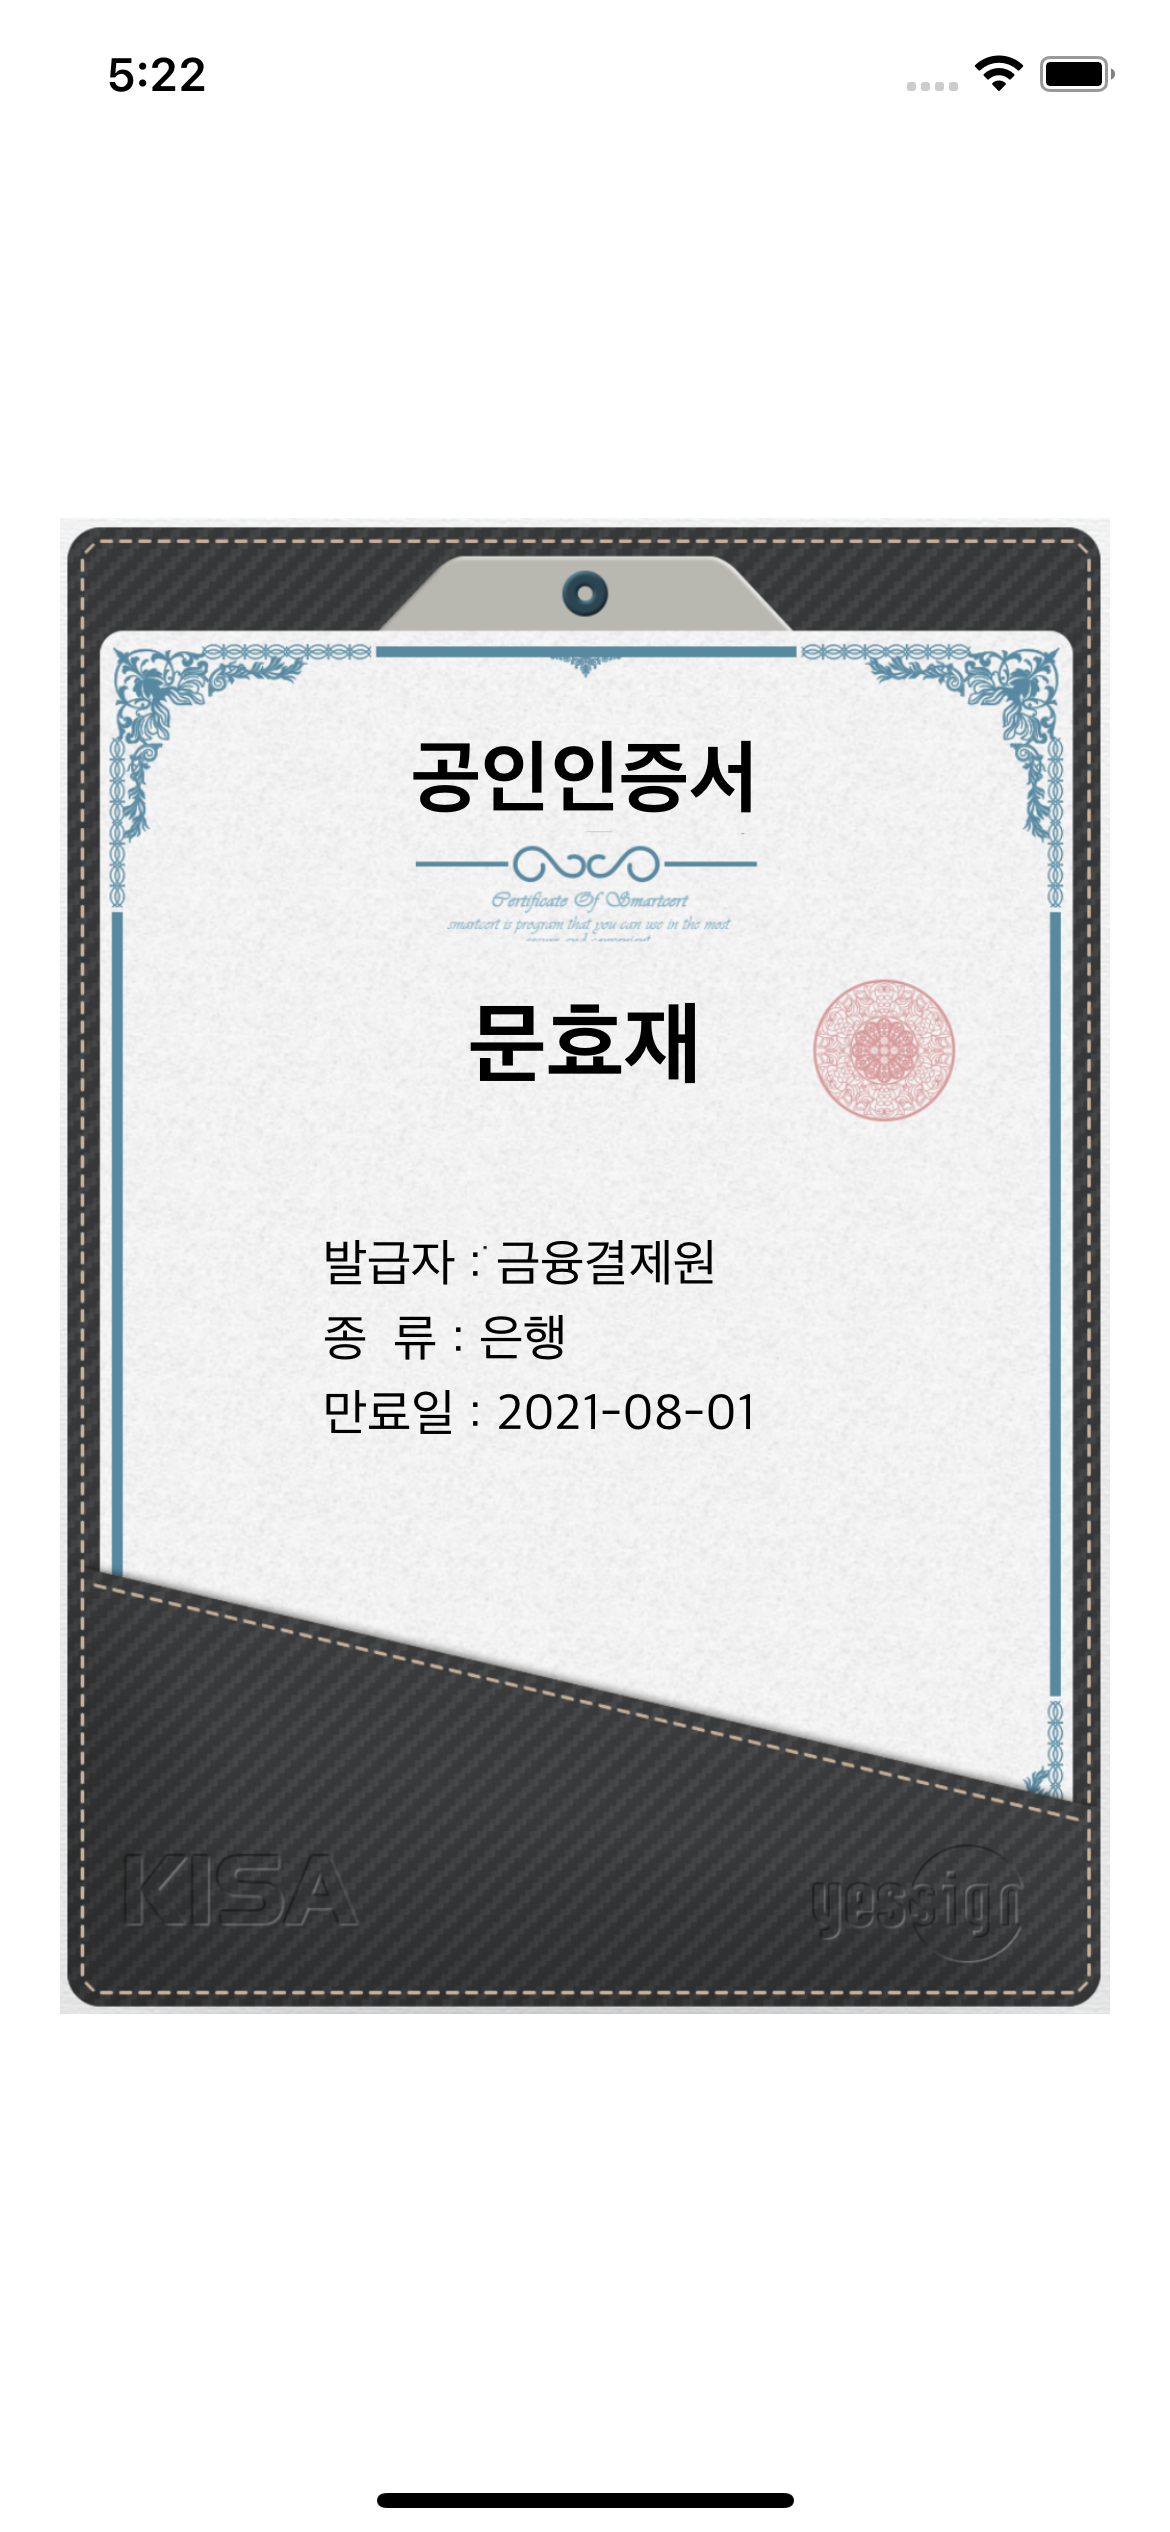 5:22
공인인증서
Certificate Of Smartcert
smartcert is program that you can use in the most
문효재
발급자 : 금융결제원
종 류 : 은행
만료일 : 2021-08-01
KISA
yessign